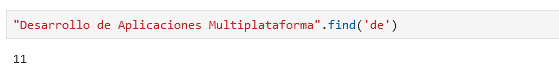 "Desarrollo de Aplicaciones Multiplataforma".find('de')
11